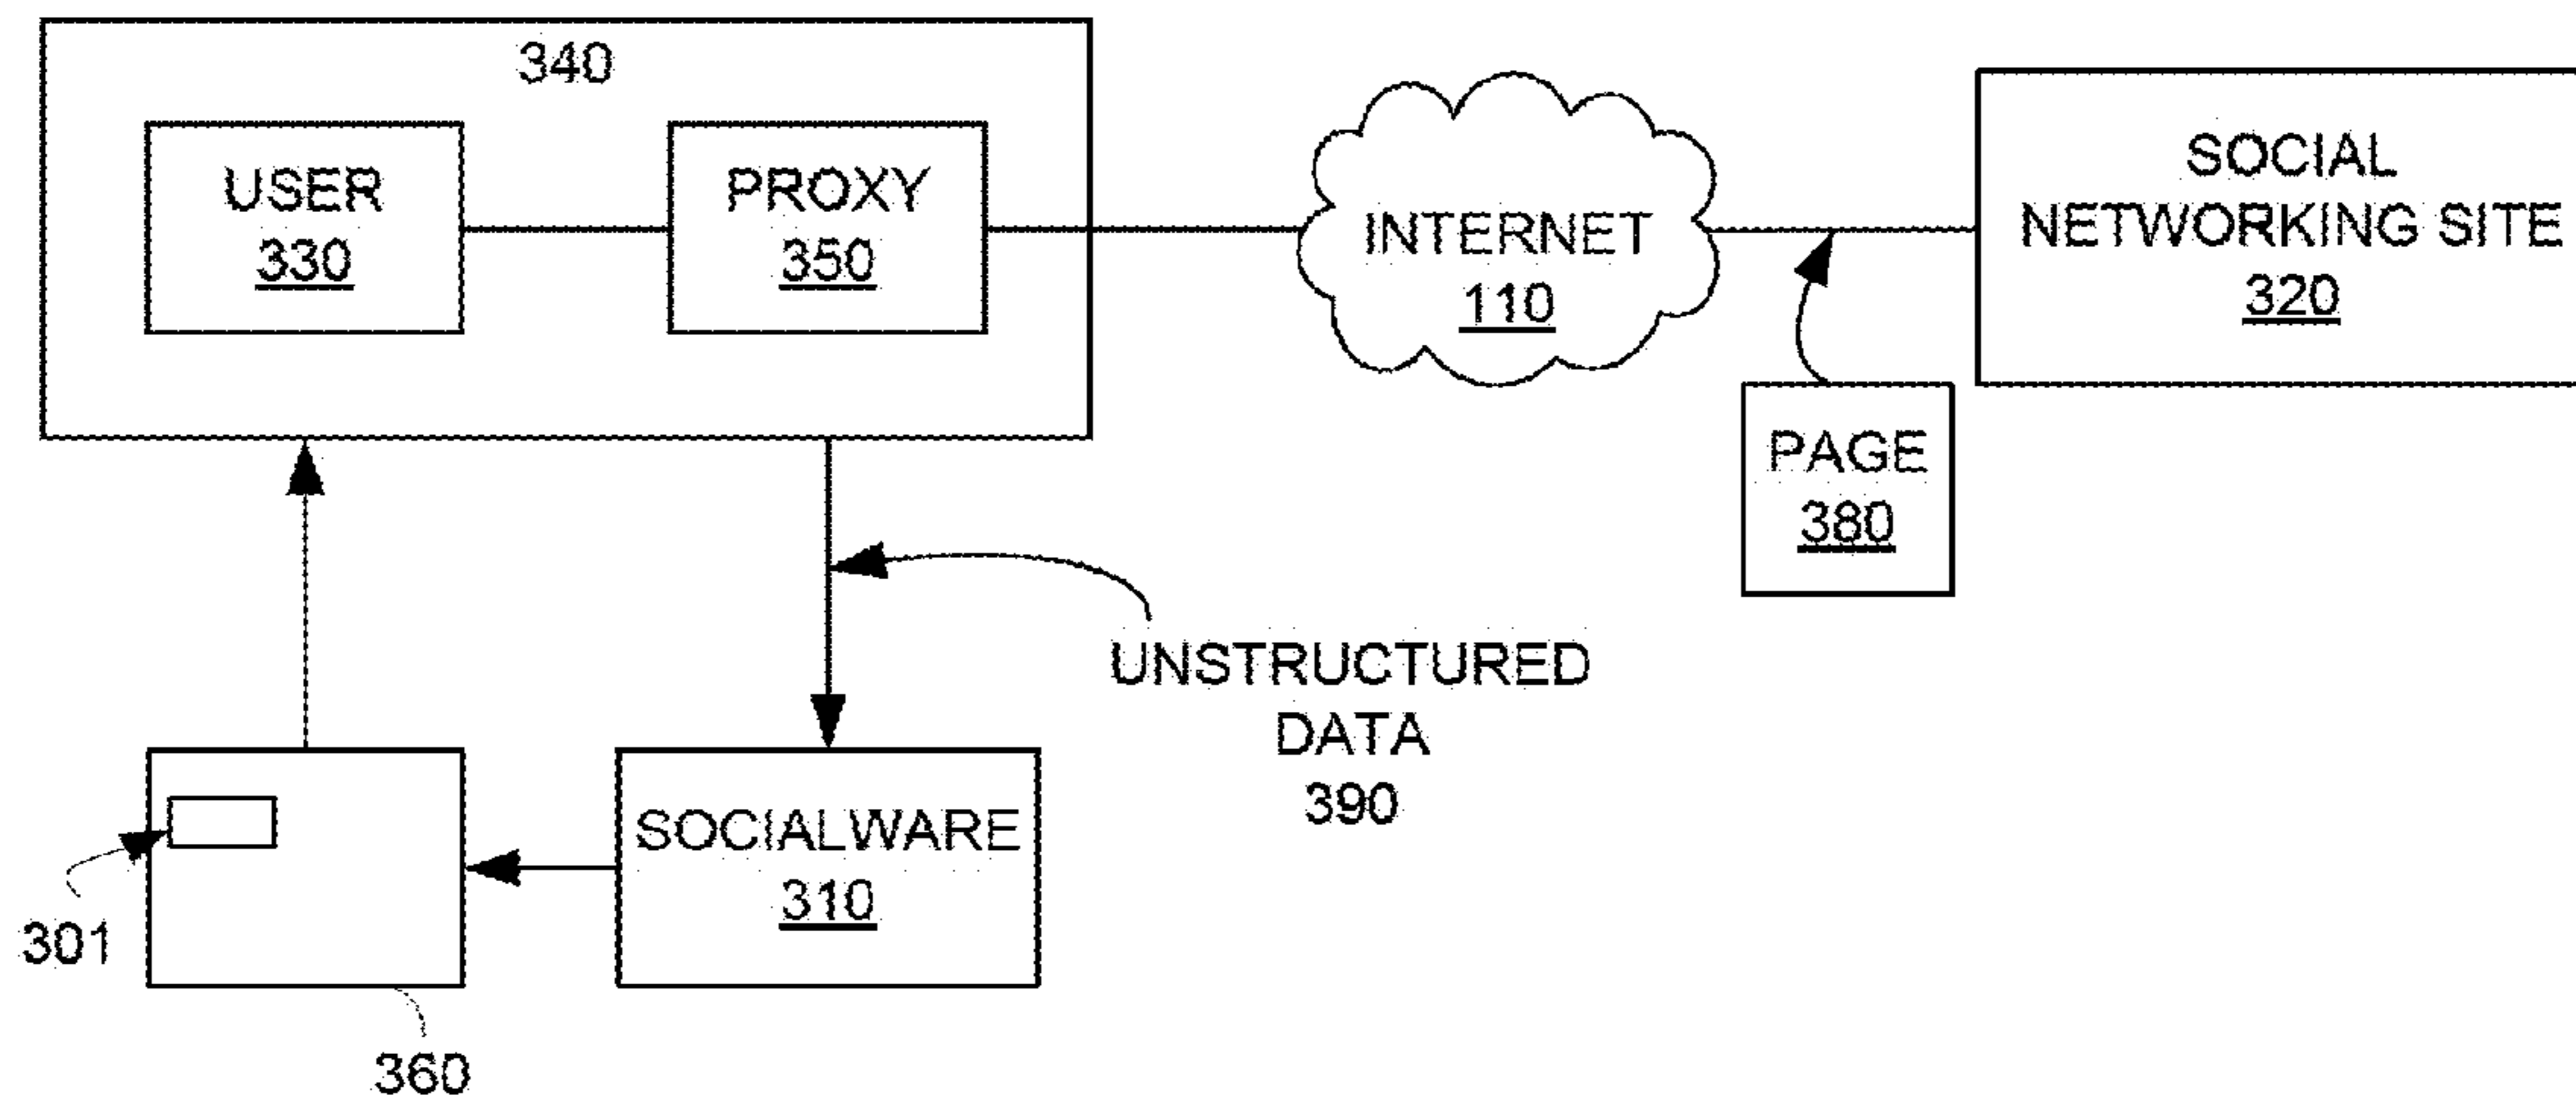 340
USER
330
PROXY
350
INTERNET
110
SOCIAL
NETWORKING SITE
320
PAGE
380
UNSTRUCTURED
DATA
390
SOCIALWARE
310
301
360